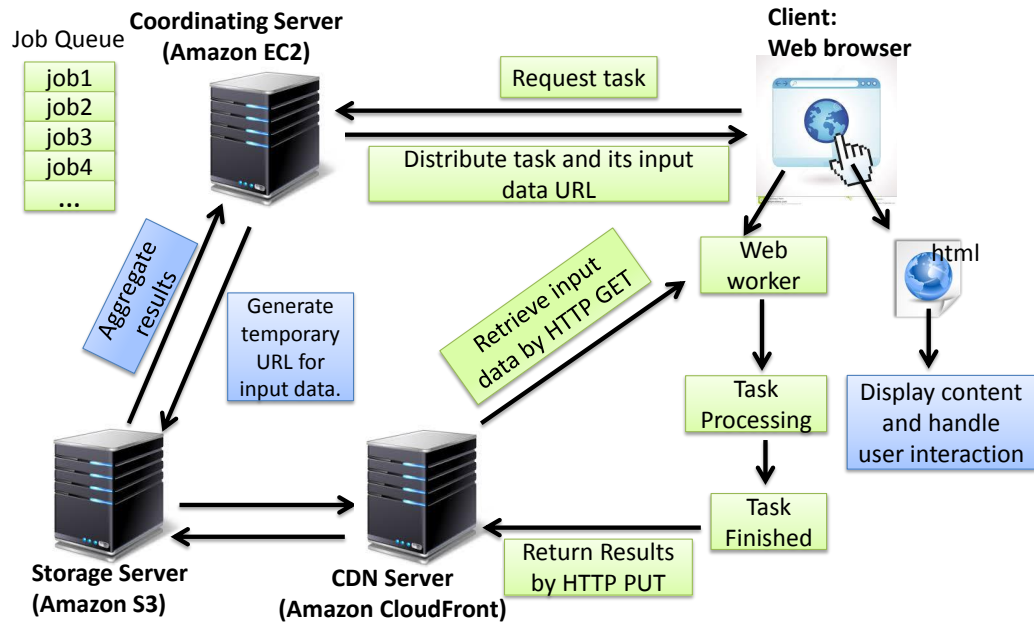 Coordinating Server
(Amazon EC2)
Client:
Web browser
Job Queue
job1
job2
job3
job4
...
Request task
Distribute task and its input
data URL
Aggregate
results
Generate
temporary
URL for
input data.
Retrieve input
data by HTTP GET
Web
worker
html
Task
Processing
Display content
and handle
user interaction
Task
Finished
Return Results
by HTTP PUT
Storage Server
(Amazon S3)
CDN Server
(Amazon CloudFront)